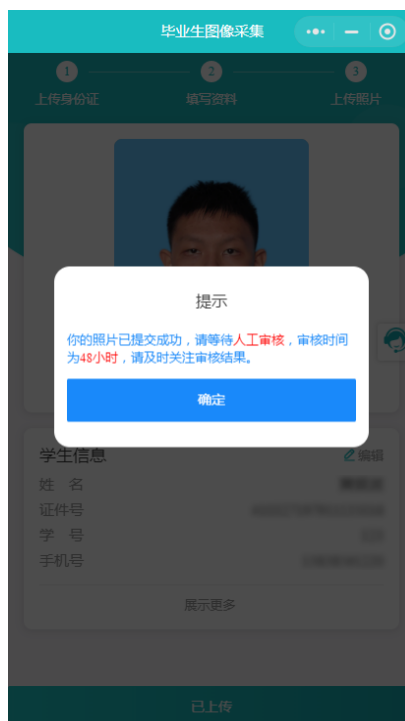 毕业生图像采集
1 2 3
上传身份证 填写资料 上传照片
提示
你的照片已提交成功，请等待人工审核，审核时间
为48小时，请及时关注审核结果。
确定
学生信息 编辑
姓 名
证件号
学 号
手机号
展示更多
已上传